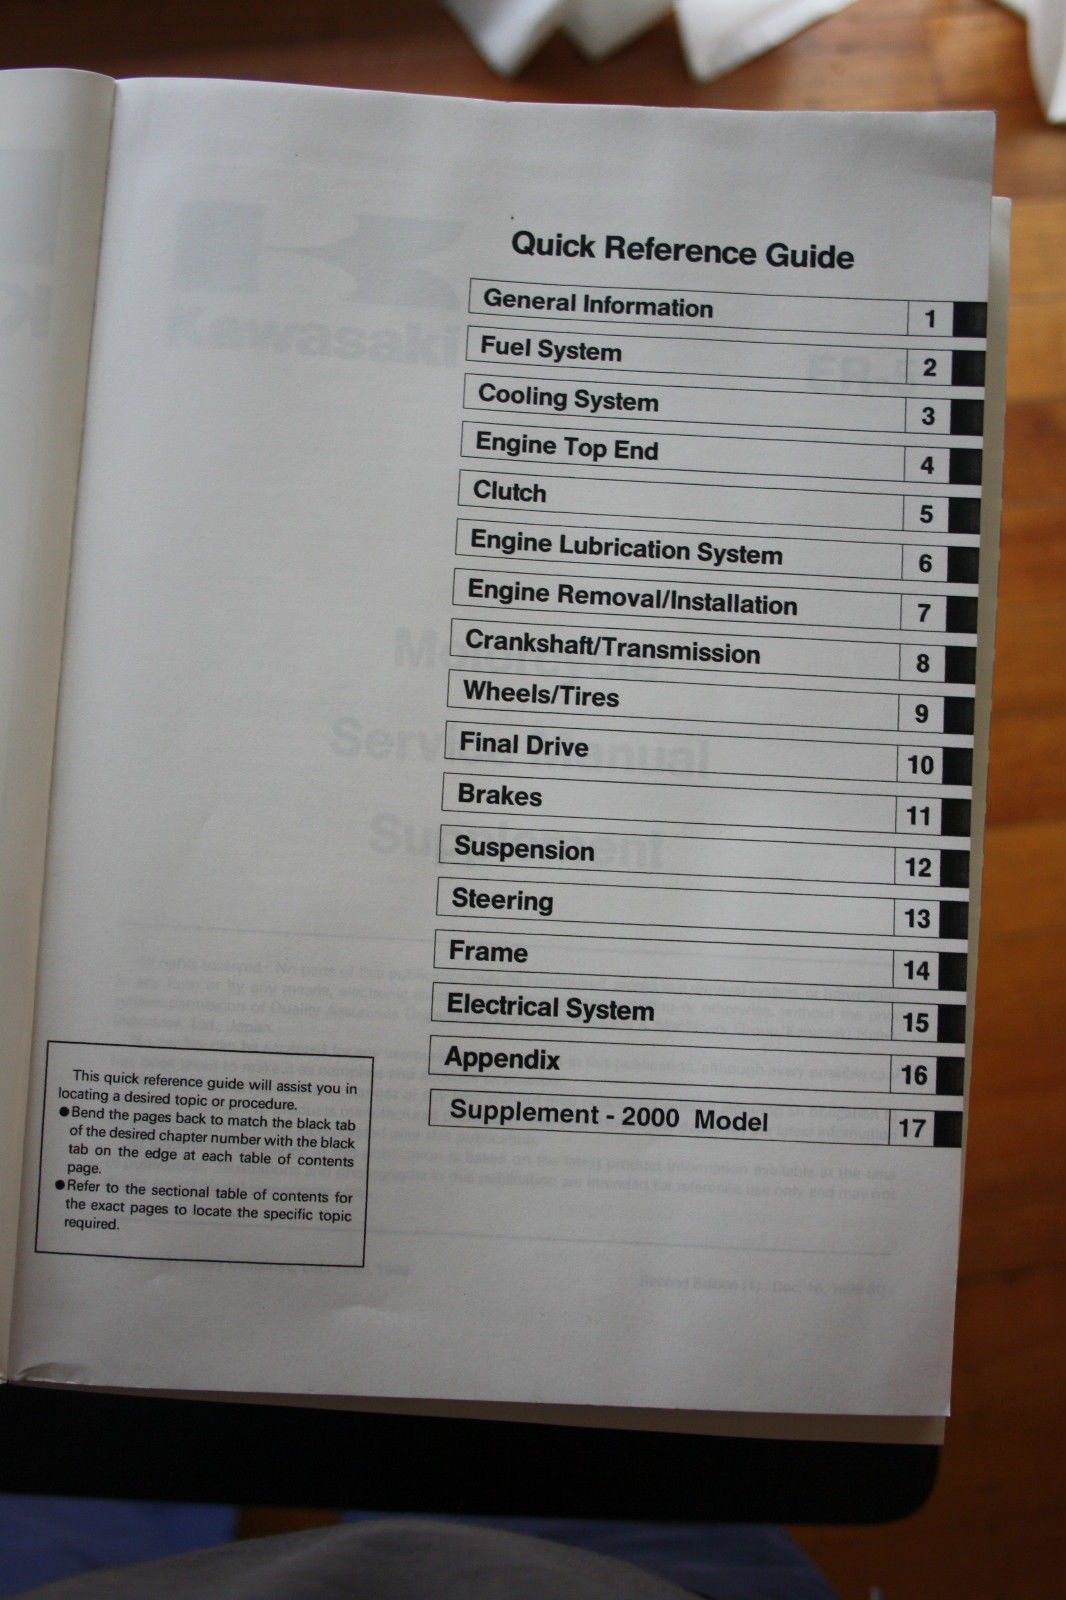 Quick Reference Guide
General Information 1
Fuel System 2
Cooling System 3
Engine Top End 4
Clutch 5
Engine Lubrication System 6
Engine Removal/Installation 7
Crankshaft/Transmission 8
Wheels/Tires 9
Final Drive 10
Brakes 11
Suspension 12
Steering 13
Frame 14
Electrical System 15
Appendix 16
Supplement - 2000 Model 17
This quick reference guide will assist you in
locating a desired topic or procedure.
●Bend the pages back to match the black tab
of the desired chapter number with the black
tab on the edge at each table of contents
page.
●Refer to the sectional table of contents for
the exact pages to locate the specific topic
required.
Kawasaki
Service Manual
Supplement